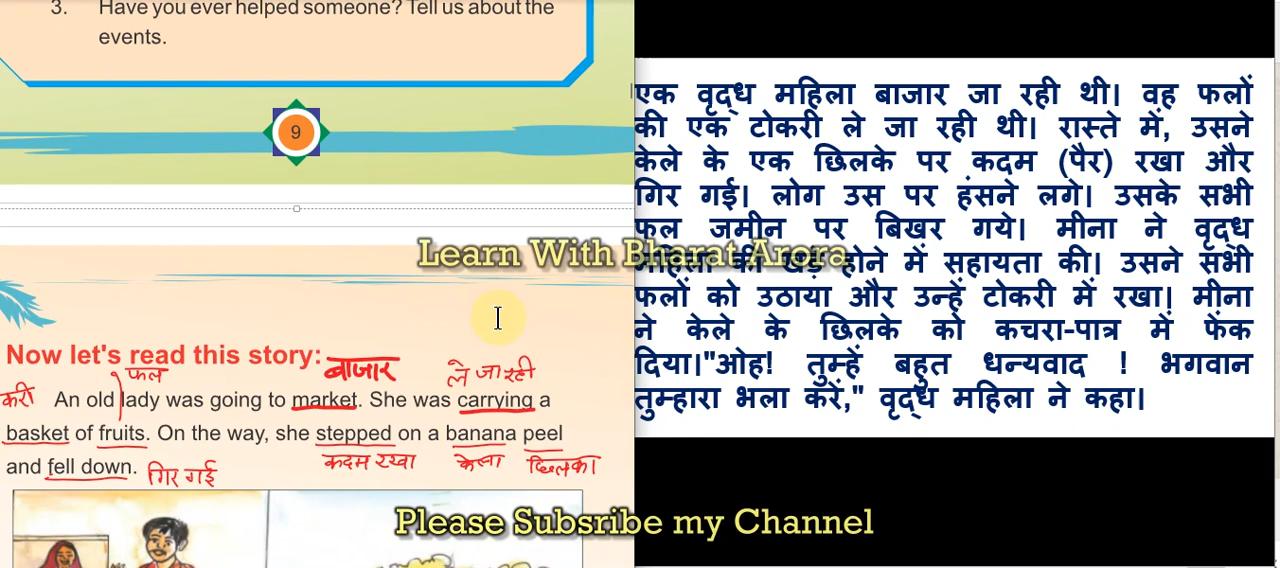 3. Have you ever helped someone? Tell us about the
events.
9
Now let's read this story:
बाजार
ले जा रही
फल
करी
An old lady was going to market. She was carrying a
basket of fruits. On the way, she stepped on a banana peel
and fell down.
कदम रखा
केला
छिलका
गिर गई
एक वृद्ध महिला बाजार जा रही थी। वह फलों
की एक टोकरी ले जा रही थी। रास्ते में, उसने
केले के एक छिलके पर कदम (पैर) रखा और
गिर गई। लोग उस पर हंसने लगे। उसके सभी
फल जमीन पर बिखर गये। मीना ने वृद्ध
महिला की खड़े होने में सहायता की। उसने सभी
फलों को उठाया और उन्हें टोकरी में रखा। मीना
ने केले के छिलके को कचरा-पात्र में फेंक
दिया।"ओह! तुम्हें बहुत धन्यवाद ! भगवान
तुम्हारा भला करें," वृद्ध महिला ने कहा।
Learn With Bharat Arora
Please Subsribe my Channel